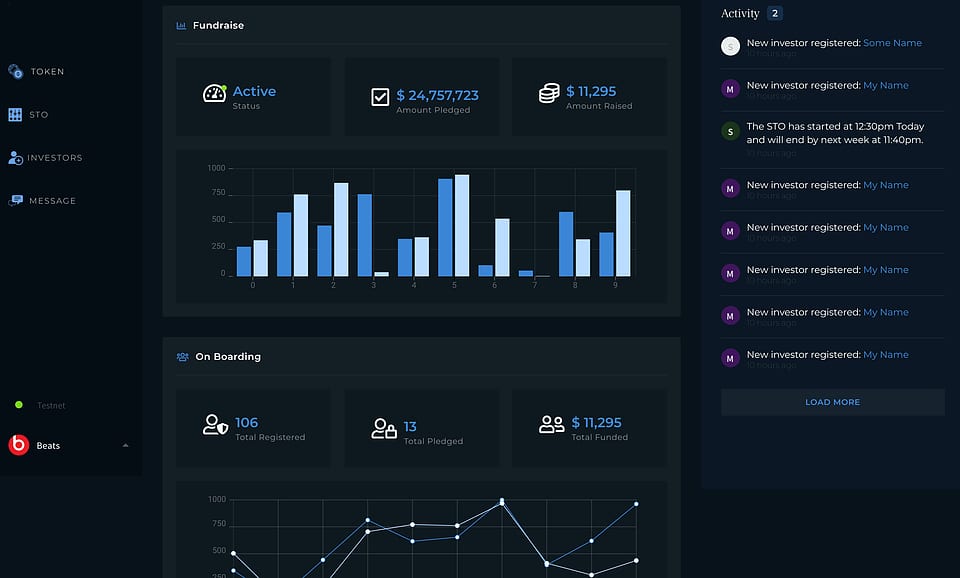 TOKEN
STO
INVESTORS
MESSAGE
Testnet
Beats
Fundraise
Active
Status
$ 24,757,723
Amount Pledged
$ 11,295
Amount Raised
1000
750
500
250
0
0 1 2 3 4 5 6 7 8 9
On Boarding
106
Total Registered
13
Total Pledged
$ 11,295
Total Funded
1000
750
500
250
Activity 2
S New investor registered: Some Name
10 hours ago
M New investor registered: My Name
10 hours ago
S The STO has started at 12:30pm Today
and will end by next week at 11:40pm.
10 hours ago
M New investor registered: My Name
10 hours ago
M New investor registered: My Name
10 hours ago
M New investor registered: My Name
10 hours ago
M New investor registered: My Name
10 hours ago
M New investor registered: My Name
10 hours ago
LOAD MORE